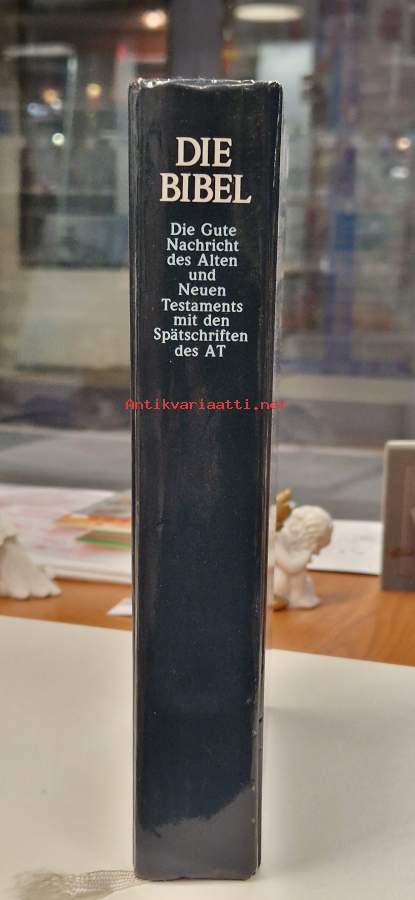 DIE
BIBEL
Die Gute
Nachricht
des Alten
und
Neuen
Testaments
mit den
Spätschriften
des AT
Antikvariaatti.net